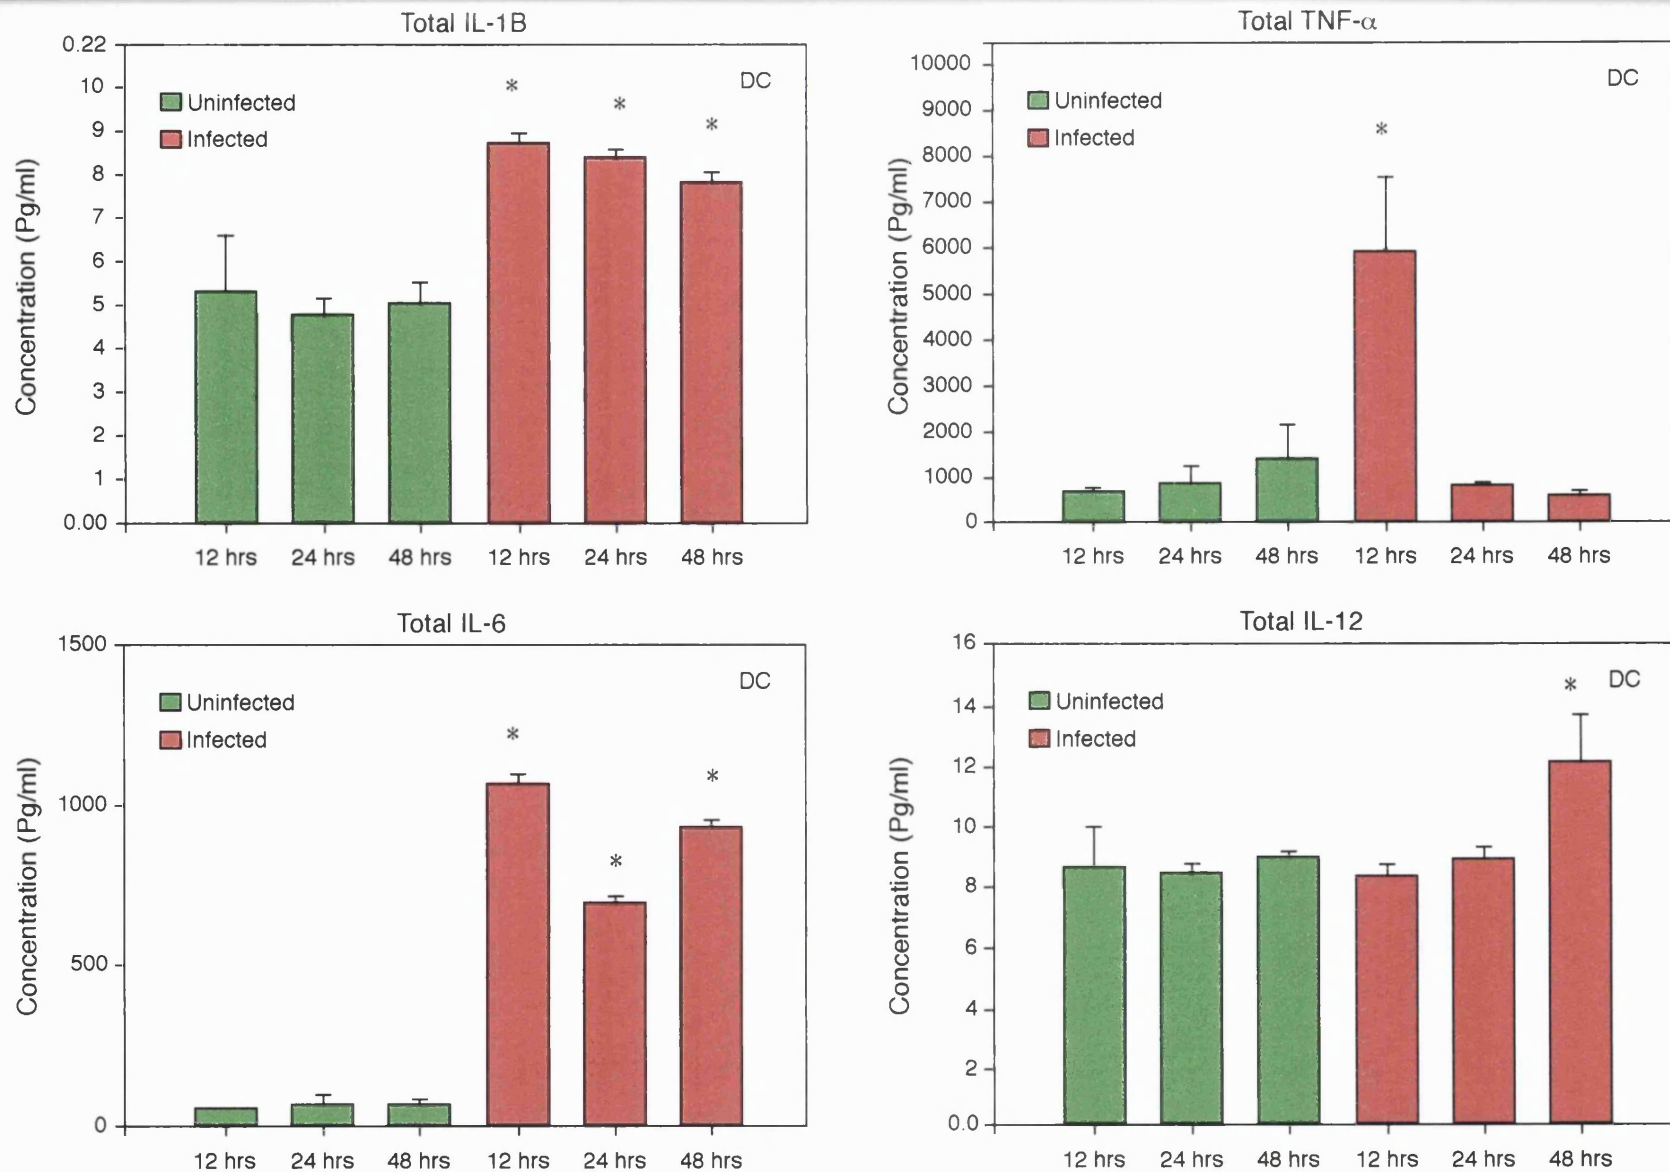 Total IL-1B
Concentration (Pg/ml)
0.22
10
9
8
7
6
5
4
3
2
1
0.00
Uninfected
Infected
DC
*
*
*
12 hrs 24 hrs 48 hrs 12 hrs 24 hrs 48 hrs
Total TNF-α
Concentration (Pg/ml)
10000
9000
8000
7000
6000
5000
4000
3000
2000
1000
0
Uninfected
Infected
DC
*
12 hrs 24 hrs 48 hrs 12 hrs 24 hrs 48 hrs
Total IL-6
Concentration (Pg/ml)
1500
1000
500
0
Uninfected
Infected
DC
*
*
*
12 hrs 24 hrs 48 hrs 12 hrs 24 hrs 48 hrs
Total IL-12
Concentration (Pg/ml)
16
14
12
10
8
6
4
2
0.0
Uninfected
Infected
* DC
12 hrs 24 hrs 48 hrs 12 hrs 24 hrs 48 hrs